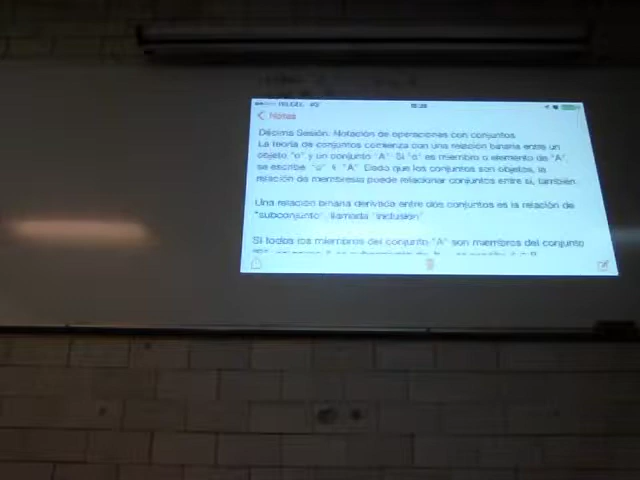 TELCEL
Notas
Décima Sesión. Notación de operaciones con conjuntos
La teoría de conjuntos comienza con una relación binaria entre un
objeto "o" y un conjunto "A". Si "o" es miembro o elemento de "A",
se escribe "o" ∈ "A". Dado que los conjuntos son objetos, la
relación de membresía puede relacionar conjuntos entre sí, también.
Una relación binaria derivada entre dos conjuntos es la relación de
"subconjunto", llamada "inclusión"
Si todos los miembros del conjunto "A" son miembros del conjunto